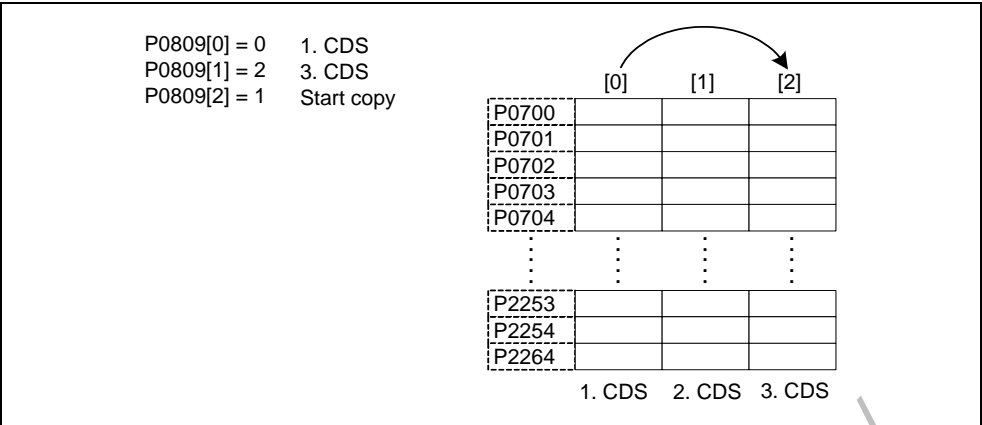 P0809[0] = 0 1. CDS
P0809[1] = 2 3. CDS
P0809[2] = 1 Start copy
[0] [1] [2]
P0700
P0701
P0702
P0703
P0704
P2253
P2254
P2264
1. CDS 2. CDS 3. CDS